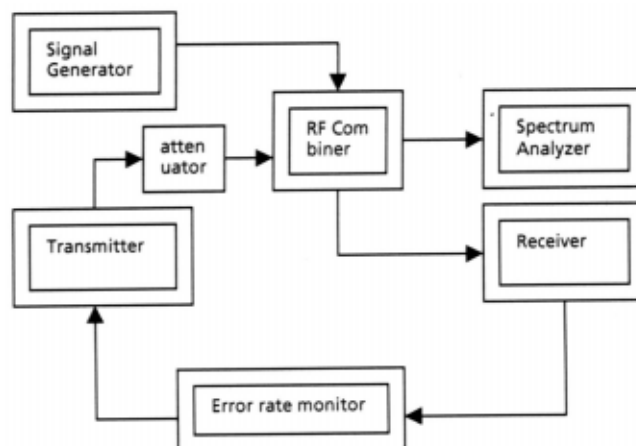 Signal
Generator
RF Com
biner
Spectrum
Analyzer
atten
uator
Transmitter
Receiver
Error rate monitor